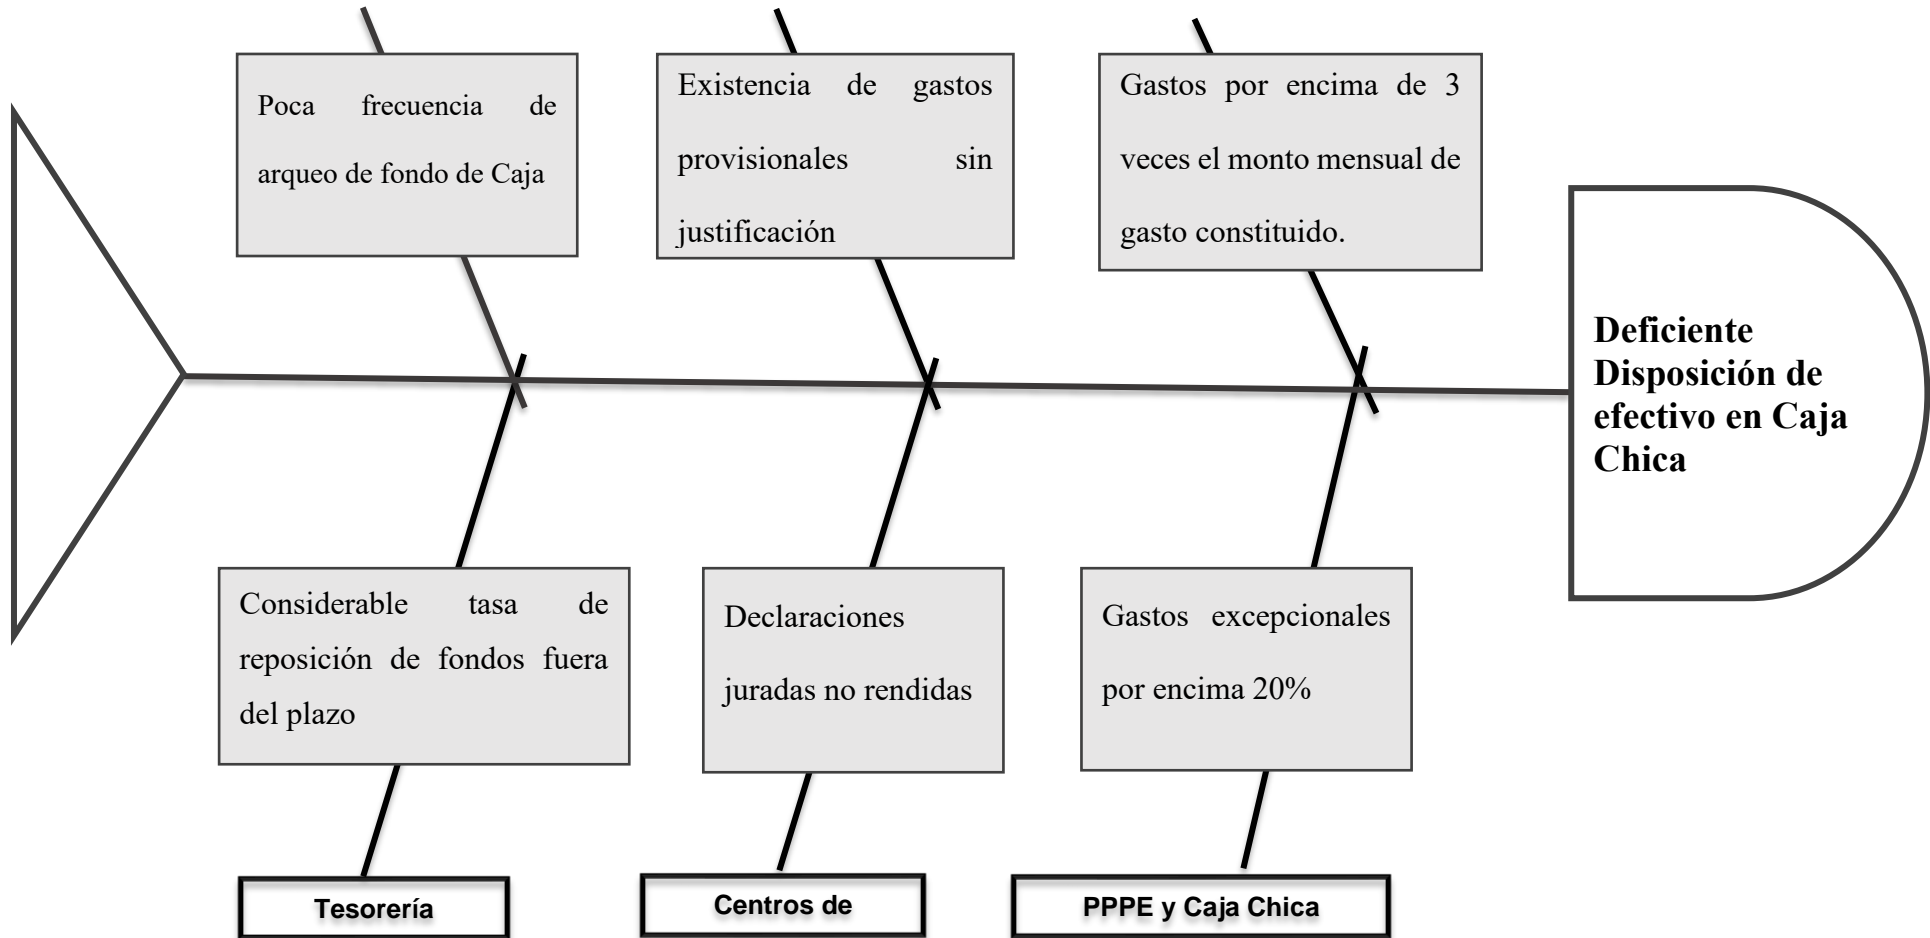 Poca frecuencia de
arqueo de fondo de Caja
Existencia de gastos
provisionales sin
justificación
Gastos por encima de 3
veces el monto mensual de
gasto constituido.
Deficiente
Disposición de
efectivo en Caja
Chica
Considerable tasa de
reposición de fondos fuera
del plazo
Declaraciones
juradas no rendidas
Gastos excepcionales
por encima 20%
Tesorería
Centros de
PPPE y Caja Chica